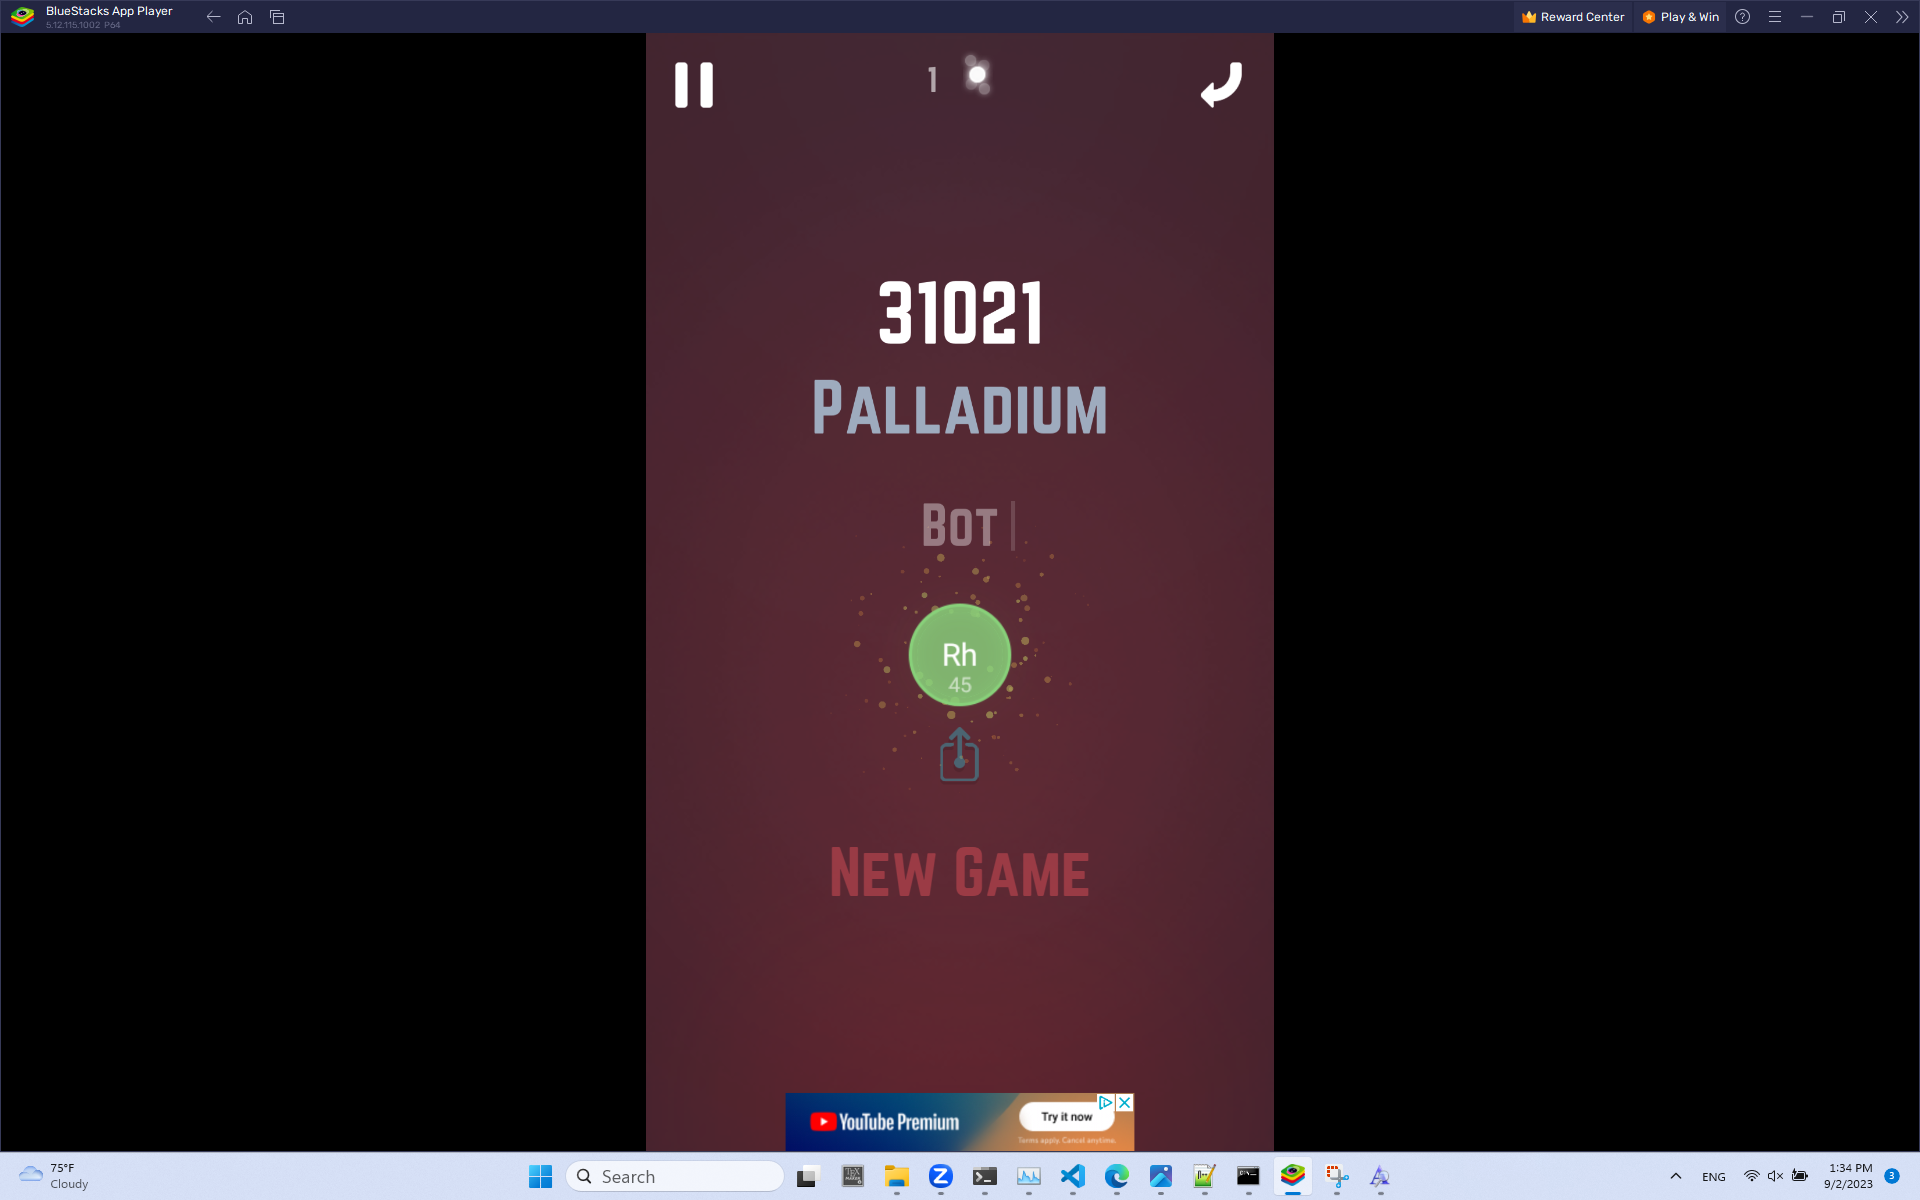 BlueStacks App Player
5.12.115.1002 P64
Reward Center
Play & Win
1
31021
PALLADIUM
BOT
Rh
45
NEW GAME
YouTube Premium
Try it now
Terms apply. Cancel anytime.
75°F
Cloudy
Search
ENG
1:34 PM
9/2/2023
3